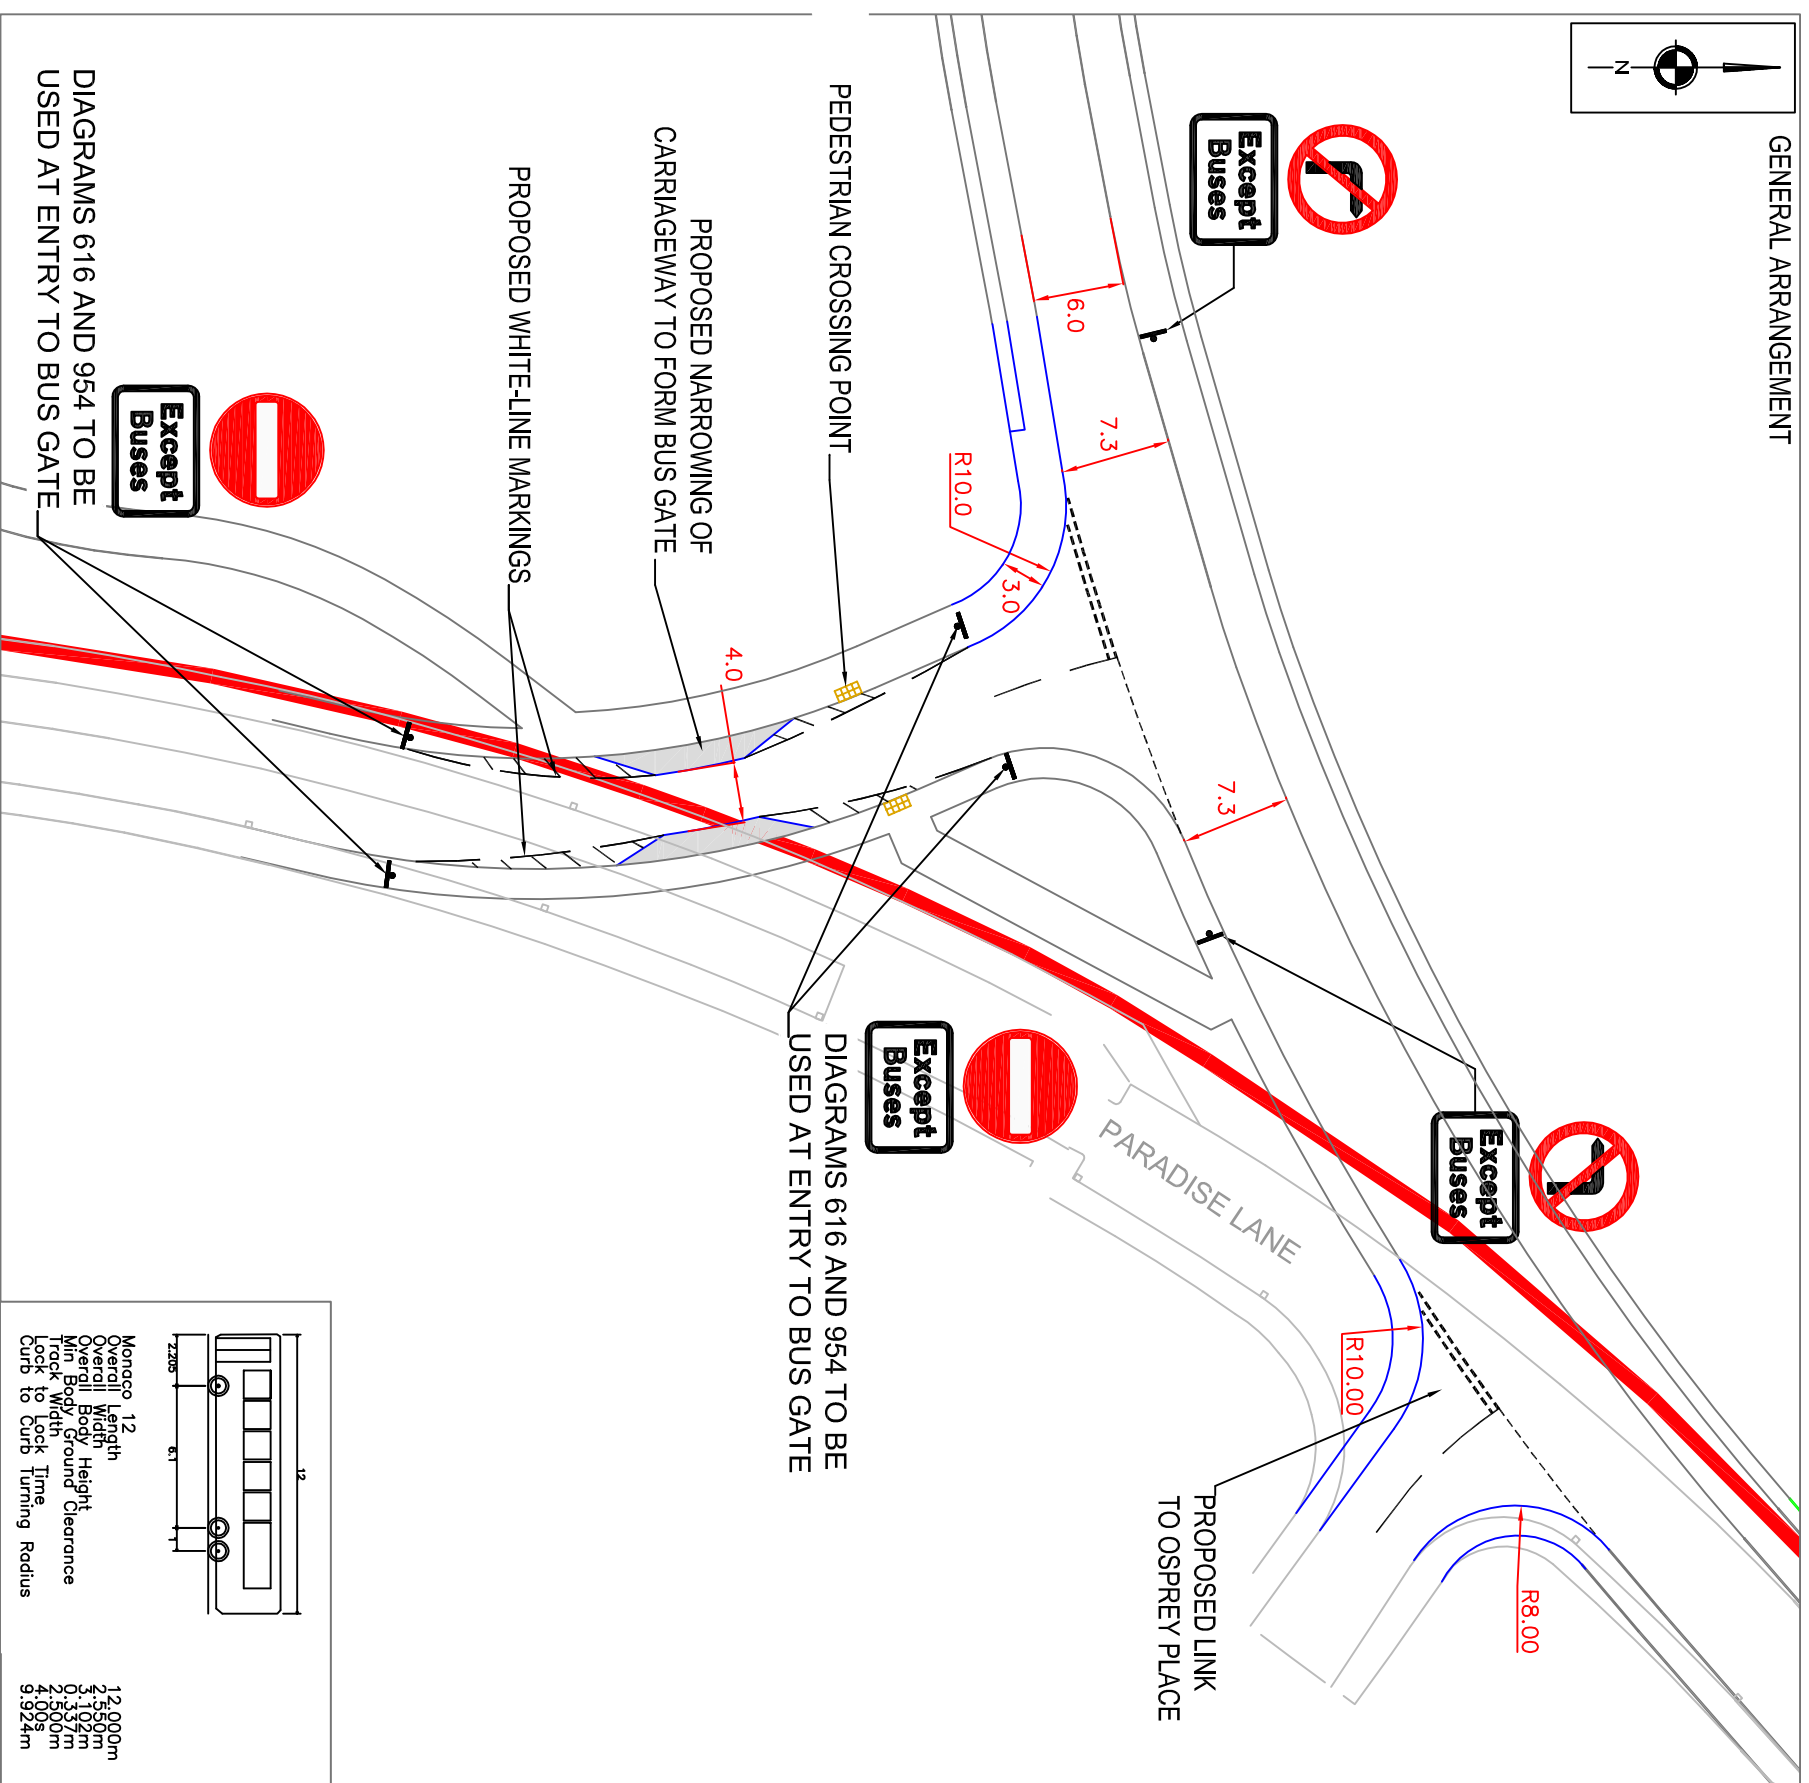 GENERAL ARRANGEMENT
N
Except
Buses
6.0
7.3
R10.0
3.0
PEDESTRIAN CROSSING POINT
PROPOSED NARROWING OF
CARRIAGEWAY TO FORM BUS GATE
PROPOSED WHITE-LINE MARKINGS
DIAGRAMS 616 AND 954 TO BE
USED AT ENTRY TO BUS GATE
Except
Buses
4.0
7.3
Except
Buses
Except
Buses
DIAGRAMS 616 AND 954 TO BE
USED AT ENTRY TO BUS GATE
PARADISE LANE
R10.00
R8.00
PROPOSED LINK
TO OSPREY PLACE
12
2.205
6.1
1
Monaco 12
Overall Length 12.000m
Overall Width 2.550m
Overall Body Height 3.102m
Min Body Ground Clearance 0.337m
Track Width 2.500m
Lock to Lock Time 4.00s
Curb to Curb Turning Radius 9.924m